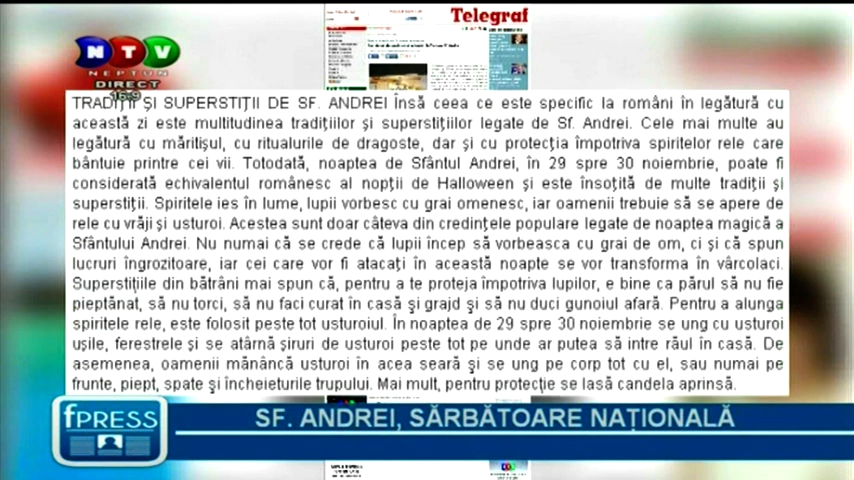 Telegraf
NTV
NEPTUN
DIRECT
16:9
TRADIȚII ȘI SUPERSTIȚII DE SF. ANDREI Însă ceea ce este specific la români în legătură cu
această zi este multitudinea tradițiilor și superstițiilor legate de Sf. Andrei. Cele mai multe au
legătură cu măritișul, cu ritualurile de dragoste, dar și cu protecția împotriva spiritelor rele care
bântuie printre cei vii. Totodată, noaptea de Sfântul Andrei, în 29 spre 30 noiembrie, poate fi
considerată echivalentul românesc al nopții de Halloween și este însoțită de multe tradiții și
superstiții. Spiritele ies în lume, lupii vorbesc cu grai omenesc, iar oamenii trebuie să se apere de
rele cu vrăji și usturoi. Acestea sunt doar câteva din credințele populare legate de noaptea magică a
Sfântului Andrei. Nu numai că se crede că lupii încep să vorbeasca cu grai de om, ci și că spun
lucruri îngrozitoare, iar cei care vor fi atacați în această noapte se vor transforma în vârcolaci.
Superstițiile din bătrâni mai spun că, pentru a te proteja împotriva lupilor, e bine ca părul să nu fie
pieptănat, să nu torci, să nu faci curat în casă și grajd și să nu duci gunoiul afară. Pentru a alunga
spiritele rele, este folosit peste tot usturoiul. În noaptea de 29 spre 30 noiembrie se ung cu usturoi
ușile, ferestrele și se atârnă șiruri de usturoi peste tot pe unde ar putea să intre răul în casă. De
asemenea, oamenii mănâncă usturoi în acea seară și se ung pe corp tot cu el, sau numai pe
frunte, piept, spate și încheieturile trupului. Mai mult, pentru protecție se lasă candela aprinsă.
fPRESS
SF. ANDREI, SĂRBĂTOARE NAȚIONALĂ